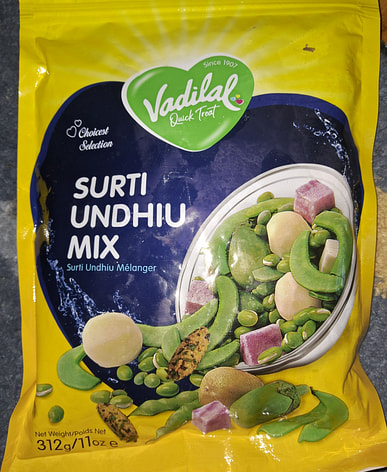 Since 1907
Vadilal
Quick Treat
Choicest
Selection
SURTI
UNDHIU
MIX
Surti Undhiu Mélanger
Net Weight/Poids Net
312g/11oz e